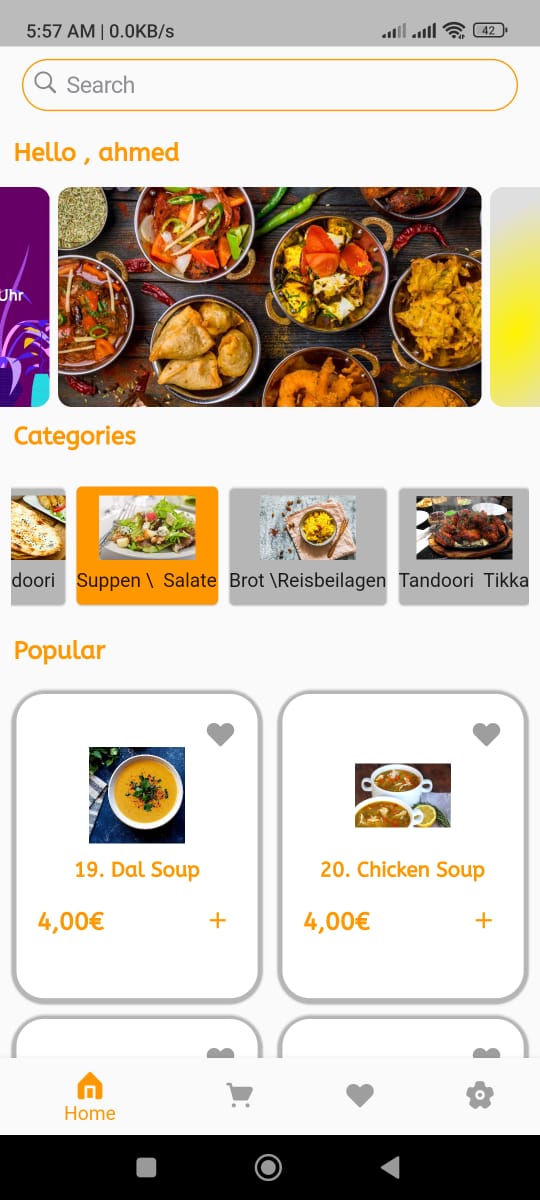 5:57 AM | 0.0KB/s
42
Search
Hello , ahmed
Uhr
Categories
doori
Suppen \ Salate
Brot \Reisbeilagen
Tandoori Tikka
Popular
19. Dal Soup
20. Chicken Soup
4,00€ +
4,00€ +
Home